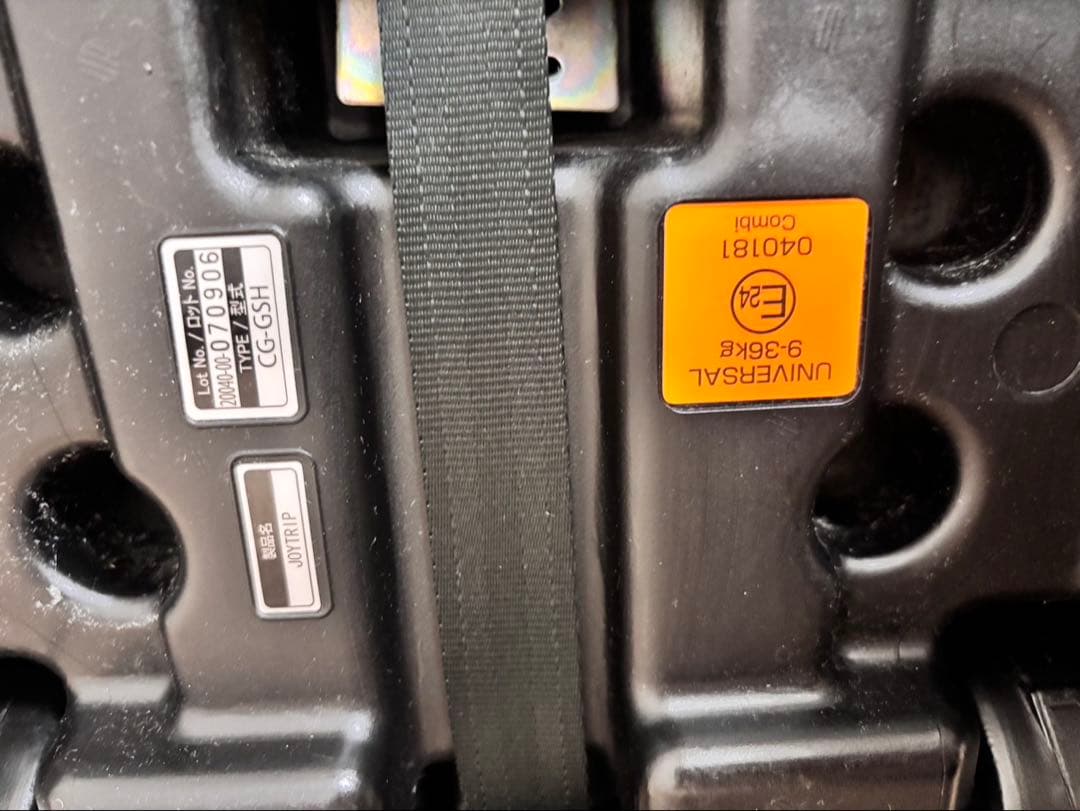 Lot No. / ロット No.
20040-00-070906
TYPE / 型式
CG-GSH
製品名
JOYTRIP
UNIVERSAL
9-36kg
E24
040181
Combi